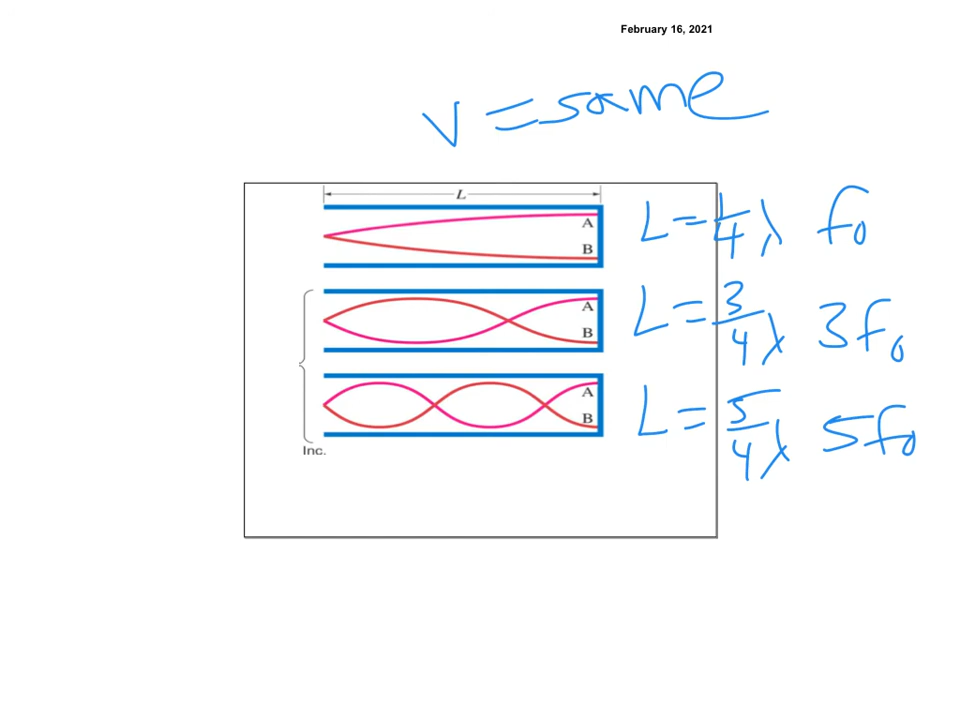 February 16, 2021
v = same
L
A
B
L = 1/4 λ f₀
A
B
L = 3/4 λ 3f₀
A
B
L = 5/4 λ 5f₀
Inc.